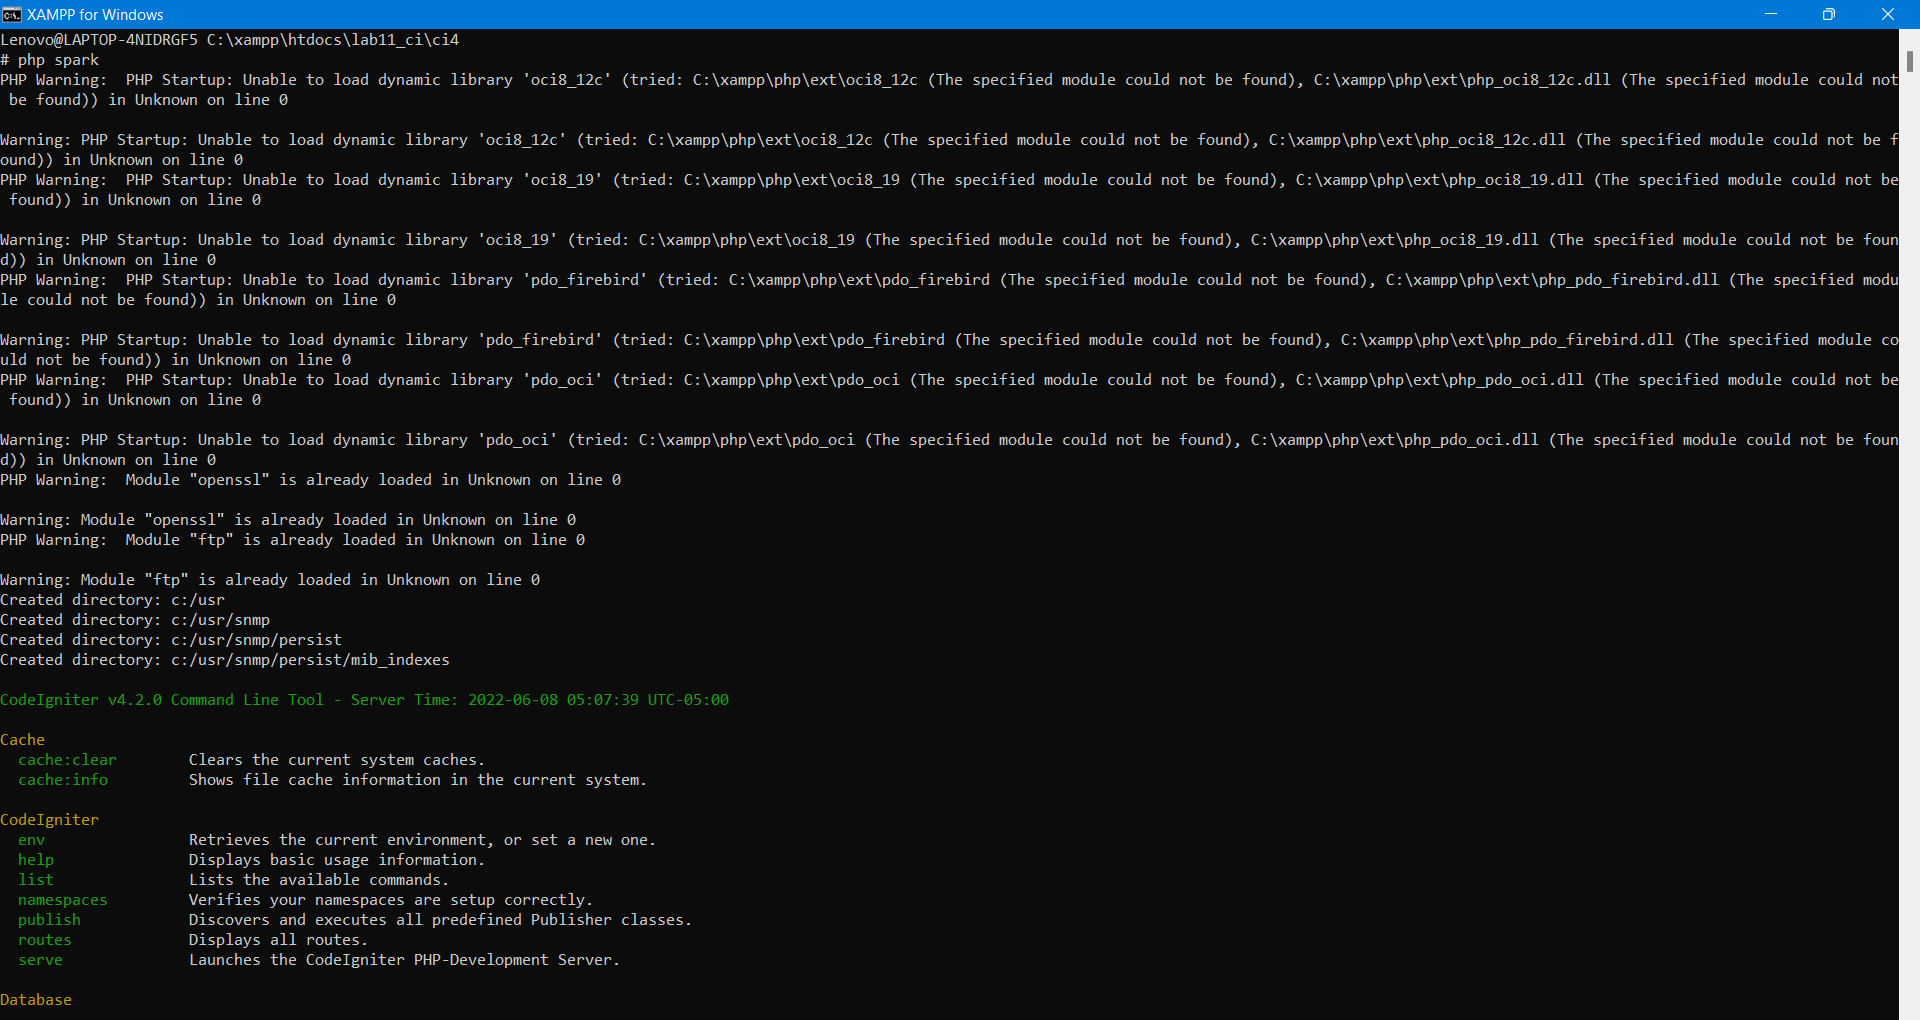 XAMPP for Windows
Lenovo@LAPTOP-4NIDRGF5 C:\xampp\htdocs\lab11_ci\ci4
# php spark
PHP Warning:  PHP Startup: Unable to load dynamic library 'oci8_12c' (tried: C:\xampp\php\ext\oci8_12c (The specified module could not be found), C:\xampp\php\ext\php_oci8_12c.dll (The specified module could not
 be found)) in Unknown on line 0

Warning: PHP Startup: Unable to load dynamic library 'oci8_12c' (tried: C:\xampp\php\ext\oci8_12c (The specified module could not be found), C:\xampp\php\ext\php_oci8_12c.dll (The specified module could not be f
ound)) in Unknown on line 0
PHP Warning:  PHP Startup: Unable to load dynamic library 'oci8_19' (tried: C:\xampp\php\ext\oci8_19 (The specified module could not be found), C:\xampp\php\ext\php_oci8_19.dll (The specified module could not be
 found)) in Unknown on line 0

Warning: PHP Startup: Unable to load dynamic library 'oci8_19' (tried: C:\xampp\php\ext\oci8_19 (The specified module could not be found), C:\xampp\php\ext\php_oci8_19.dll (The specified module could not be foun
d)) in Unknown on line 0
PHP Warning:  PHP Startup: Unable to load dynamic library 'pdo_firebird' (tried: C:\xampp\php\ext\pdo_firebird (The specified module could not be found), C:\xampp\php\ext\php_pdo_firebird.dll (The specified modu
le could not be found)) in Unknown on line 0

Warning: PHP Startup: Unable to load dynamic library 'pdo_firebird' (tried: C:\xampp\php\ext\pdo_firebird (The specified module could not be found), C:\xampp\php\ext\php_pdo_firebird.dll (The specified module co
uld not be found)) in Unknown on line 0
PHP Warning:  PHP Startup: Unable to load dynamic library 'pdo_oci' (tried: C:\xampp\php\ext\pdo_oci (The specified module could not be found), C:\xampp\php\ext\php_pdo_oci.dll (The specified module could not be
 found)) in Unknown on line 0

Warning: PHP Startup: Unable to load dynamic library 'pdo_oci' (tried: C:\xampp\php\ext\pdo_oci (The specified module could not be found), C:\xampp\php\ext\php_pdo_oci.dll (The specified module could not be foun
d)) in Unknown on line 0
PHP Warning:  Module "openssl" is already loaded in Unknown on line 0

Warning: Module "openssl" is already loaded in Unknown on line 0
PHP Warning:  Module "ftp" is already loaded in Unknown on line 0

Warning: Module "ftp" is already loaded in Unknown on line 0
Created directory: c:/usr
Created directory: c:/usr/snmp
Created directory: c:/usr/snmp/persist
Created directory: c:/usr/snmp/persist/mib_indexes

CodeIgniter v4.2.0 Command Line Tool - Server Time: 2022-06-08 05:07:39 UTC-05:00

Cache
  cache:clear        Clears the current system caches.
  cache:info         Shows file cache information in the current system.

CodeIgniter
  env                Retrieves the current environment, or set a new one.
  help               Displays basic usage information.
  list               Lists the available commands.
  namespaces         Verifies your namespaces are setup correctly.
  publish            Discovers and executes all predefined Publisher classes.
  routes             Displays all routes.
  serve              Launches the CodeIgniter PHP-Development Server.

Database